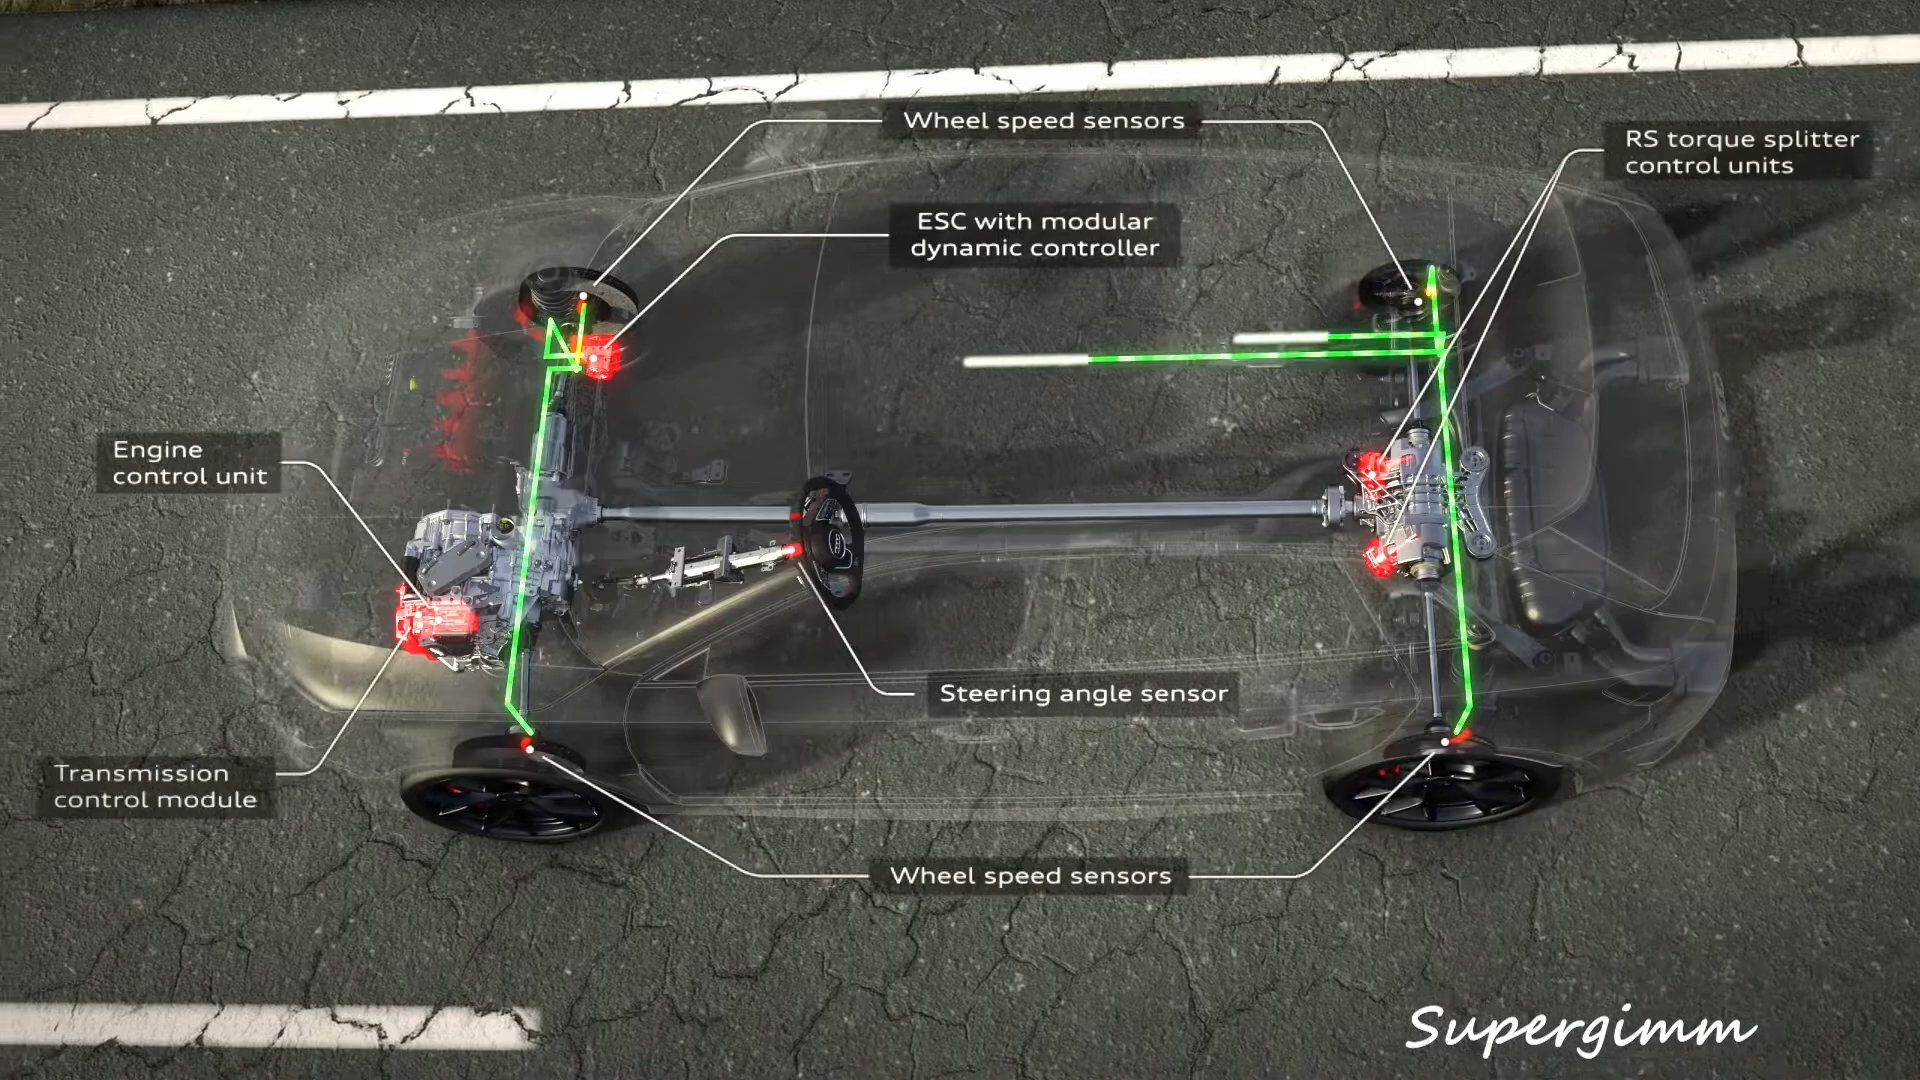 Wheel speed sensors
RS torque splitter
control units
ESC with modular
dynamic controller
Engine
control unit
Steering angle sensor
Transmission
control module
Wheel speed sensors
Supergimm